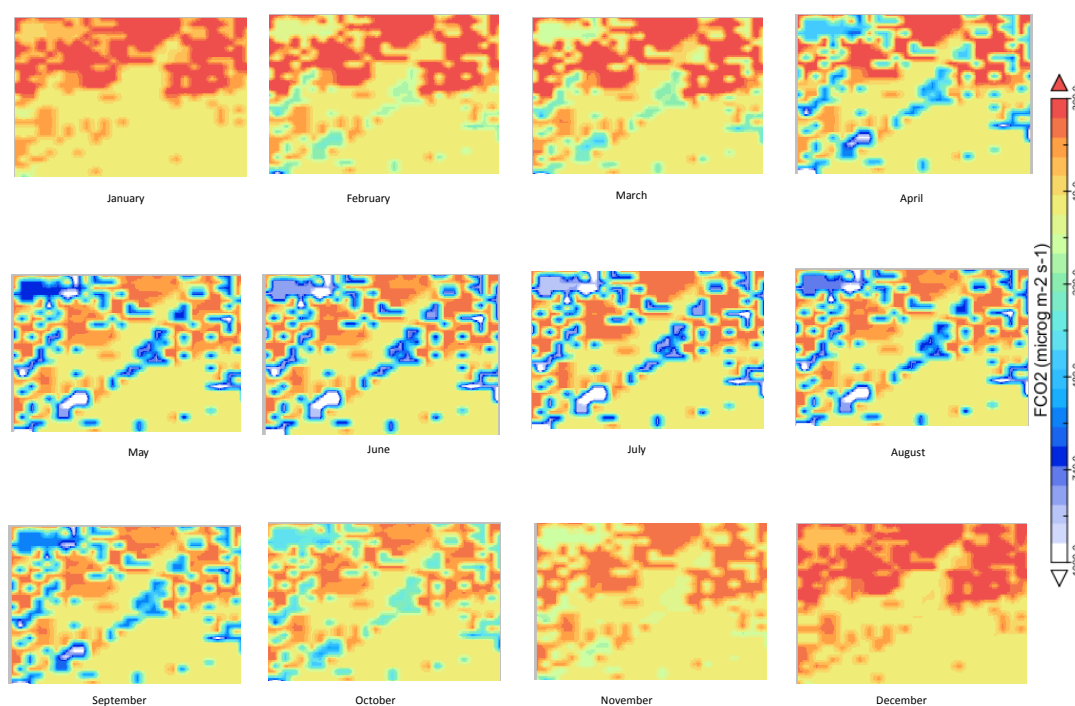 January
February
March
April
May
June
July
August
September
October
November
December
FCO2 (microg m-2 s-1)